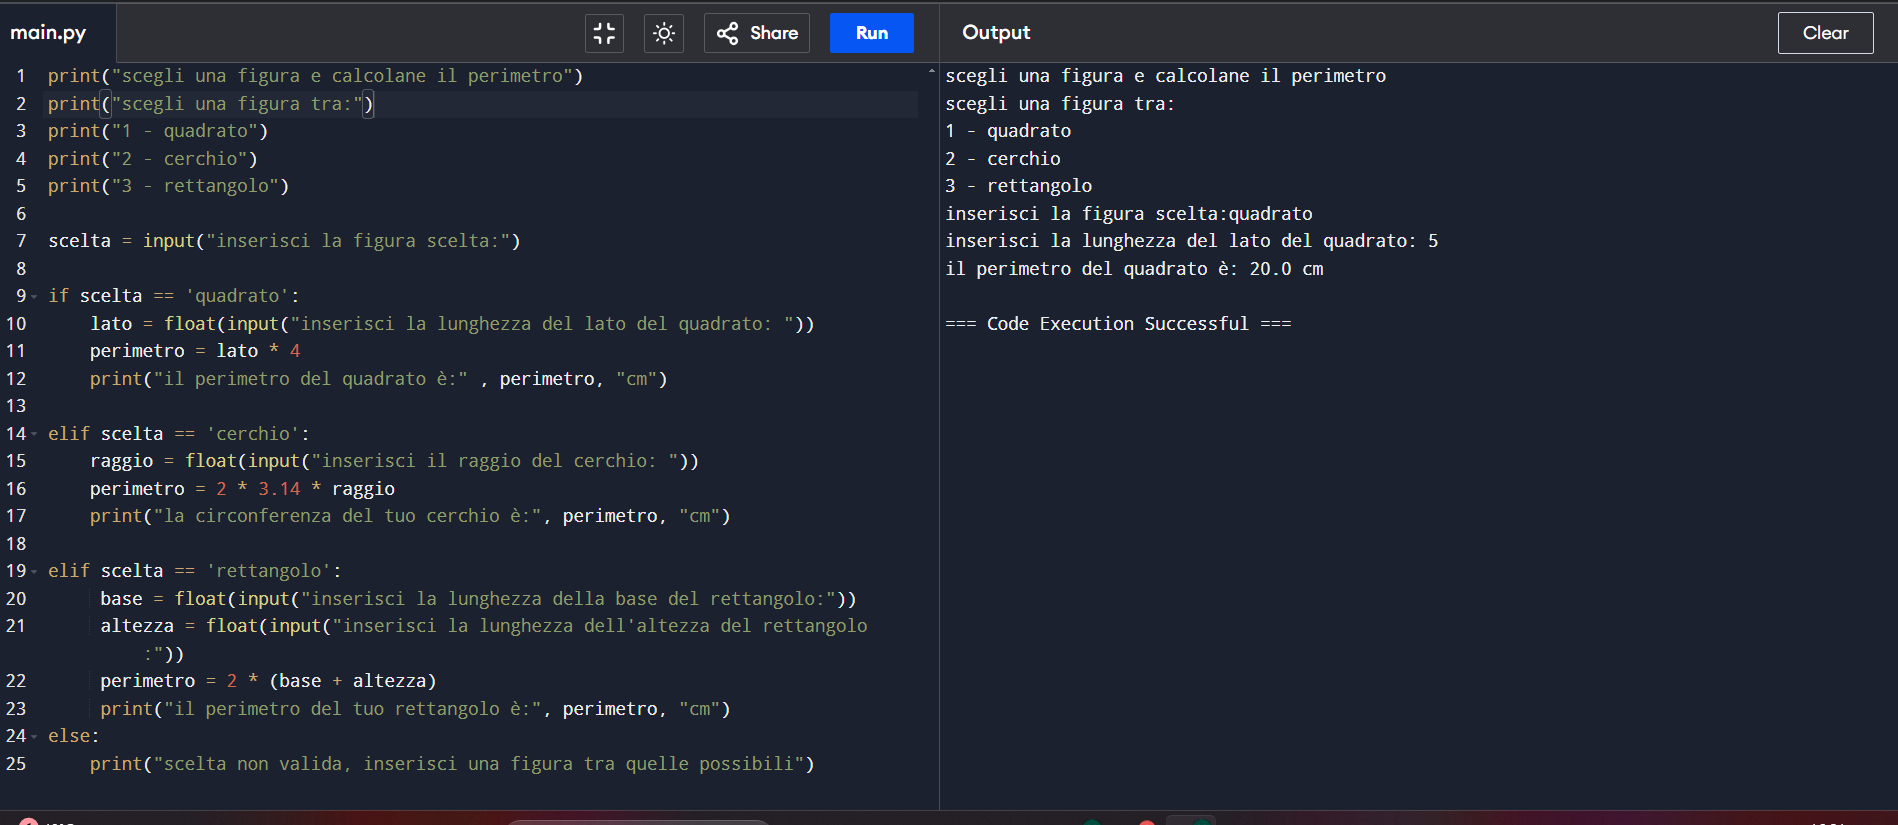 main.py
Share
Run
Output
Clear
1 print("scegli una figura e calcolane il perimetro")
2 print("scegli una figura tra:")
3 print("1 - quadrato")
4 print("2 - cerchio")
5 print("3 - rettangolo")
6
7 scelta = input("inserisci la figura scelta:")
8
9 if scelta == 'quadrato':
10 lato = float(input("inserisci la lunghezza del lato del quadrato: "))
11 perimetro = lato * 4
12 print("il perimetro del quadrato è:" , perimetro, "cm")
13
14 elif scelta == 'cerchio':
15 raggio = float(input("inserisci il raggio del cerchio: "))
16 perimetro = 2 * 3.14 * raggio
17 print("la circonferenza del tuo cerchio è:", perimetro, "cm")
18
19 elif scelta == 'rettangolo':
20 base = float(input("inserisci la lunghezza della base del rettangolo:"))
21 altezza = float(input("inserisci la lunghezza dell'altezza del rettangolo
:"))
22 perimetro = 2 * (base + altezza)
23 print("il perimetro del tuo rettangolo è:", perimetro, "cm")
24 else:
25 print("scelta non valida, inserisci una figura tra quelle possibili")
scegli una figura e calcolane il perimetro
scegli una figura tra:
1 - quadrato
2 - cerchio
3 - rettangolo
inserisci la figura scelta:quadrato
inserisci la lunghezza del lato del quadrato: 5
il perimetro del quadrato è: 20.0 cm
=== Code Execution Successful ===